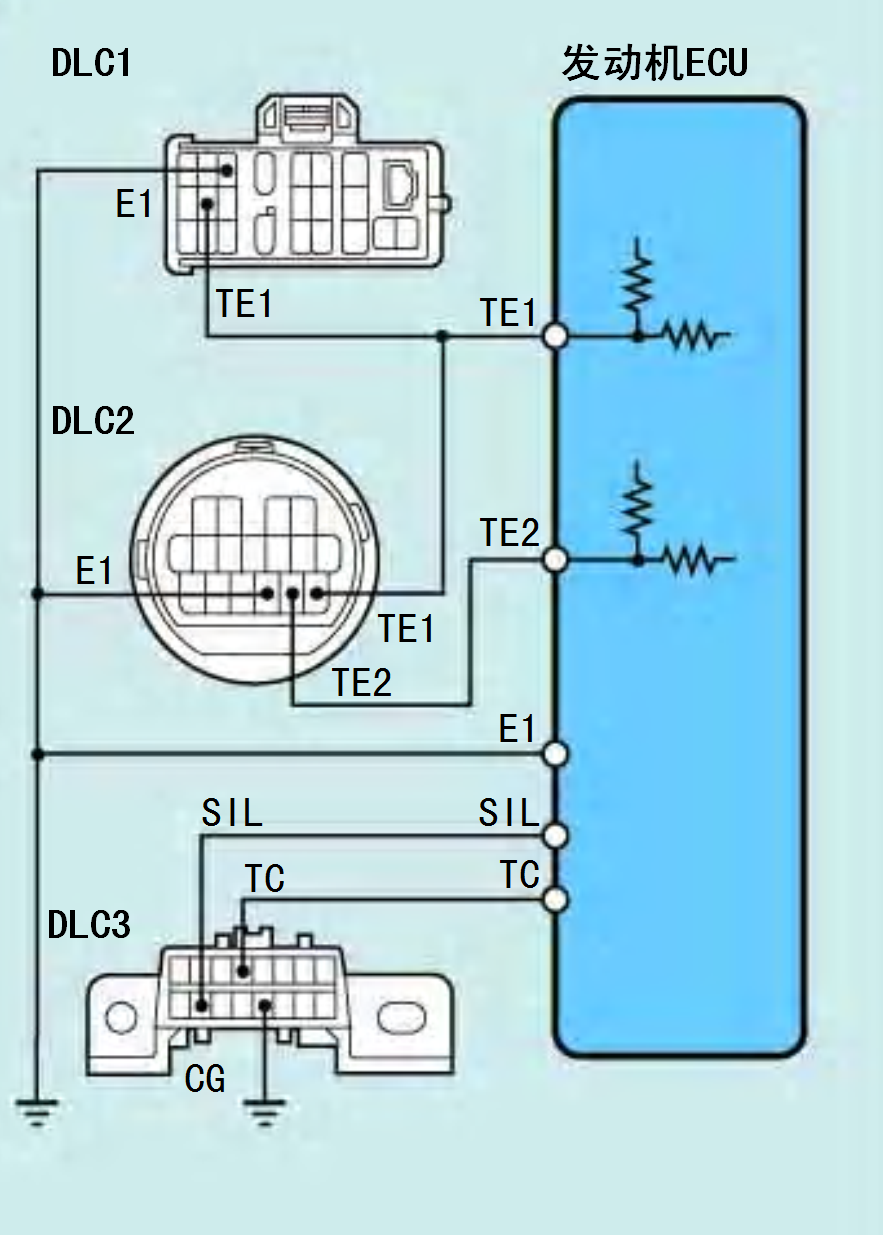 DLC1
发动机ECU
E1
TE1
TE1
DLC2
TE2
E1
TE1
TE2
E1
SIL
SIL
TC
TC
DLC3
CG